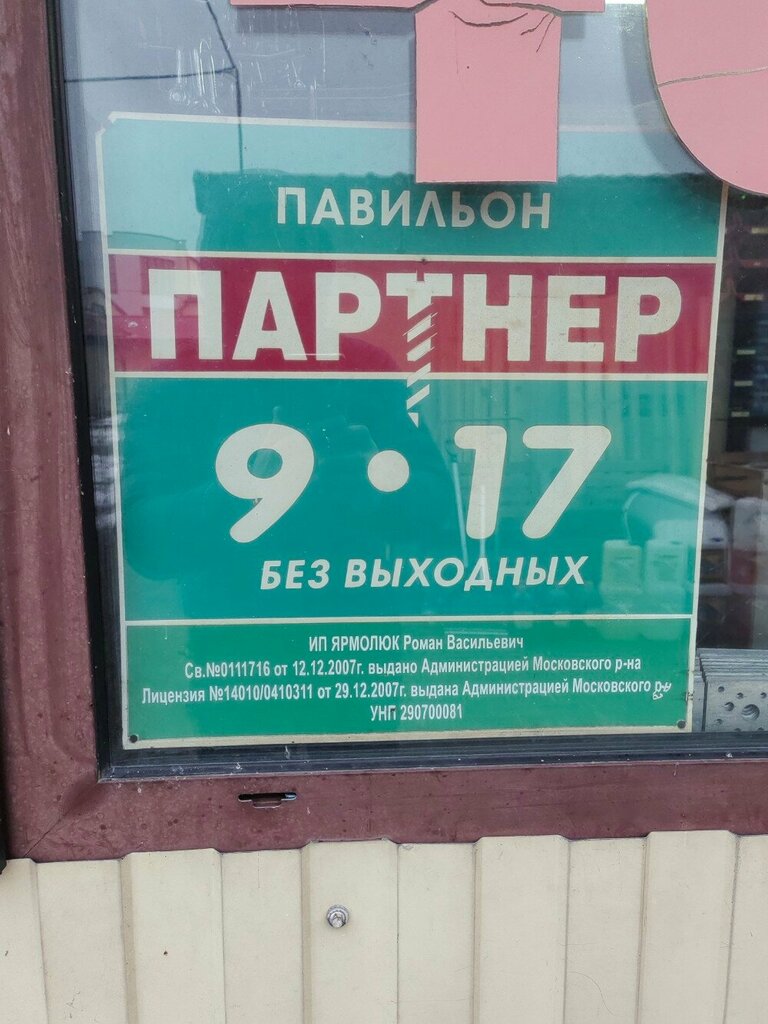 ПАВИЛЬОН
ПАРТНЕР
9 • 17
БЕЗ ВЫХОДНЫХ
ИП ЯРМОЛЮК Роман Васильевич
Св.№0111716 от 12.12.2007г. выдано Администрацией Московского р-на
Лицензия №14010/0410311 от 29.12.2007г. выдана Администрацией Московского
УНП 290700081